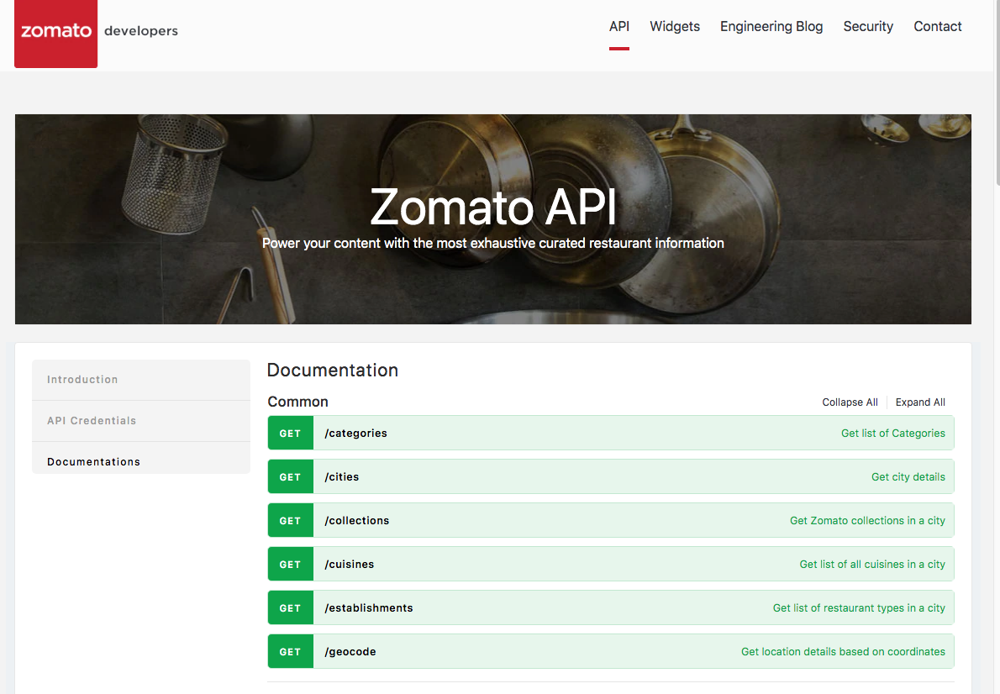 zomato developers
API Widgets Engineering Blog Security Contact
Zomato API
Power your content with the most exhaustive curated restaurant information
Introduction
API Credentials
Documentations
Documentation
Common Collapse All Expand All
GET /categories Get list of Categories
GET /cities Get city details
GET /collections Get Zomato collections in a city
GET /cuisines Get list of all cuisines in a city
GET /establishments Get list of restaurant types in a city
GET /geocode Get location details based on coordinates